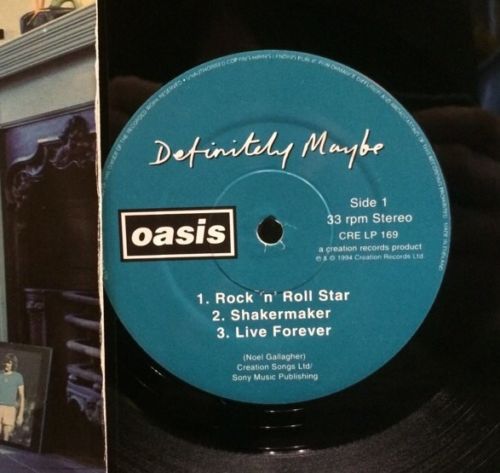 Definitely Maybe
Side 1
33 rpm Stereo
CRE LP 169
a creation records product
℗ & © 1994 Creation Records Ltd
oasis
1. Rock 'n' Roll Star
2. Shakermaker
3. Live Forever
(Noel Gallagher)
Creation Songs Ltd/
Sony Music Publishing